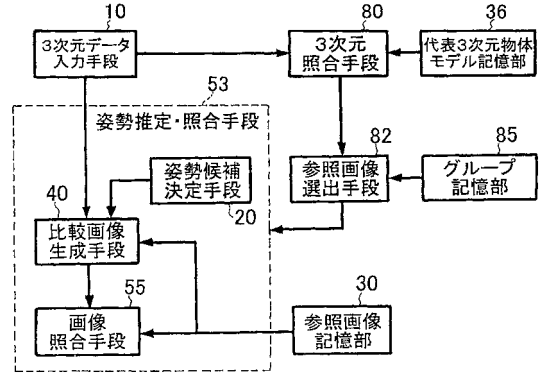 10
80
36
3次元データ
入力手段
3次元
照合手段
代表3次元物体
モデル記憶部
53
姿勢推定・照合手段
82
85
姿勢候補
決定手段
参照画像
選出手段
グループ
記憶部
40
20
比較画像
生成手段
55
30
画像
照合手段
参照画像
記憶部